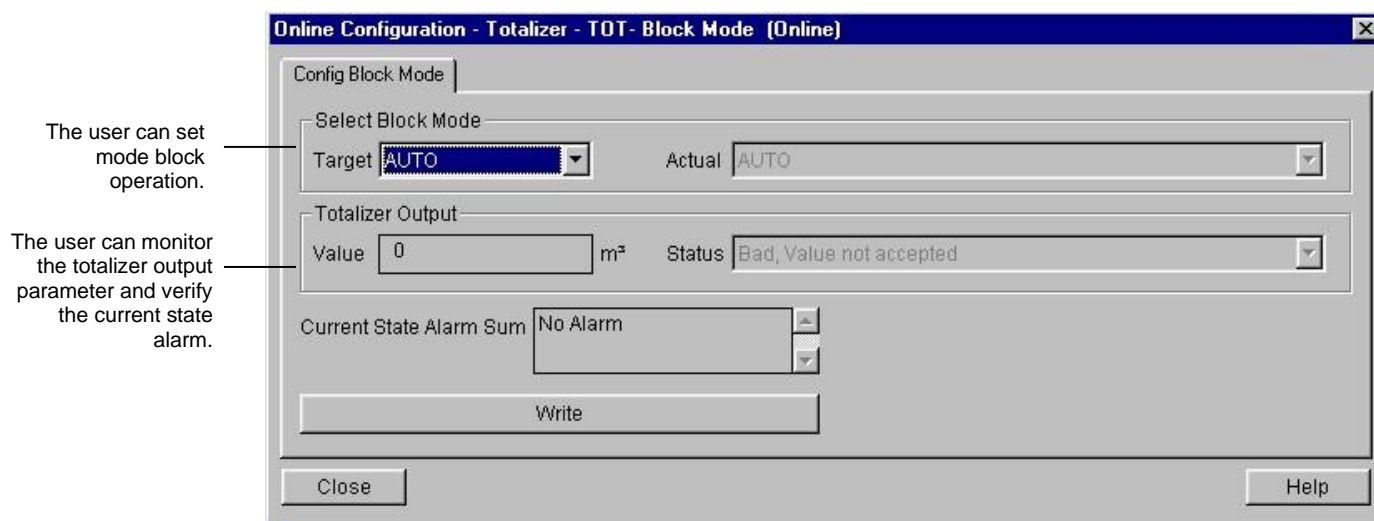 Online Configuration - Totalizer - TOT- Block Mode (Online)
Config Block Mode
Select Block Mode
Target AUTO Actual AUTO
Totalizer Output
Value 0 m³ Status Bad, Value not accepted
Current State Alarm Sum No Alarm
Write
Close Help
The user can set
mode block
operation.
The user can monitor
the totalizer output
parameter and verify
the current state
alarm.